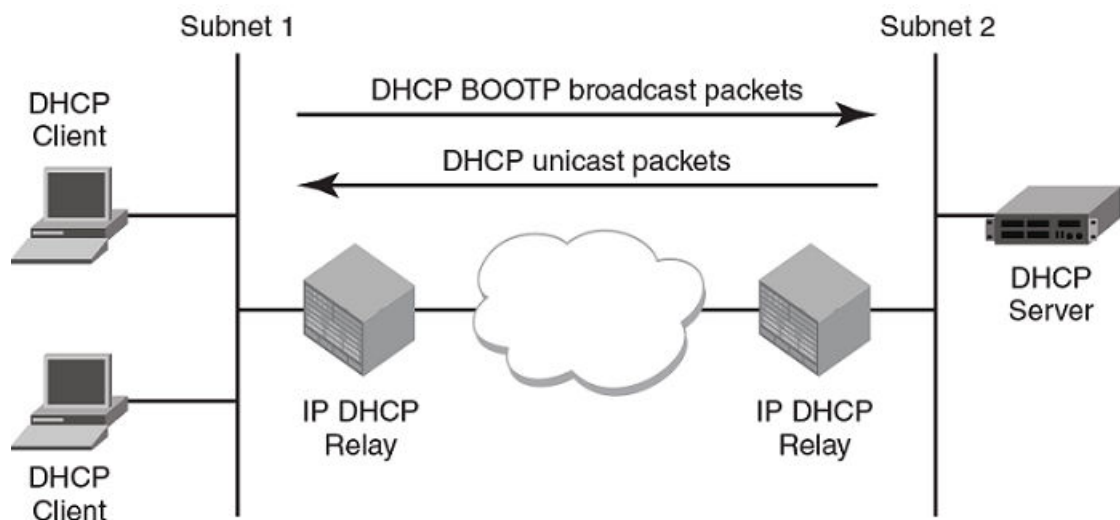 Subnet 1
Subnet 2
DHCP BOOTP broadcast packets
DHCP
Client
DHCP unicast packets
DHCP
Server
IP DHCP
Relay
IP DHCP
Relay
DHCP
Client